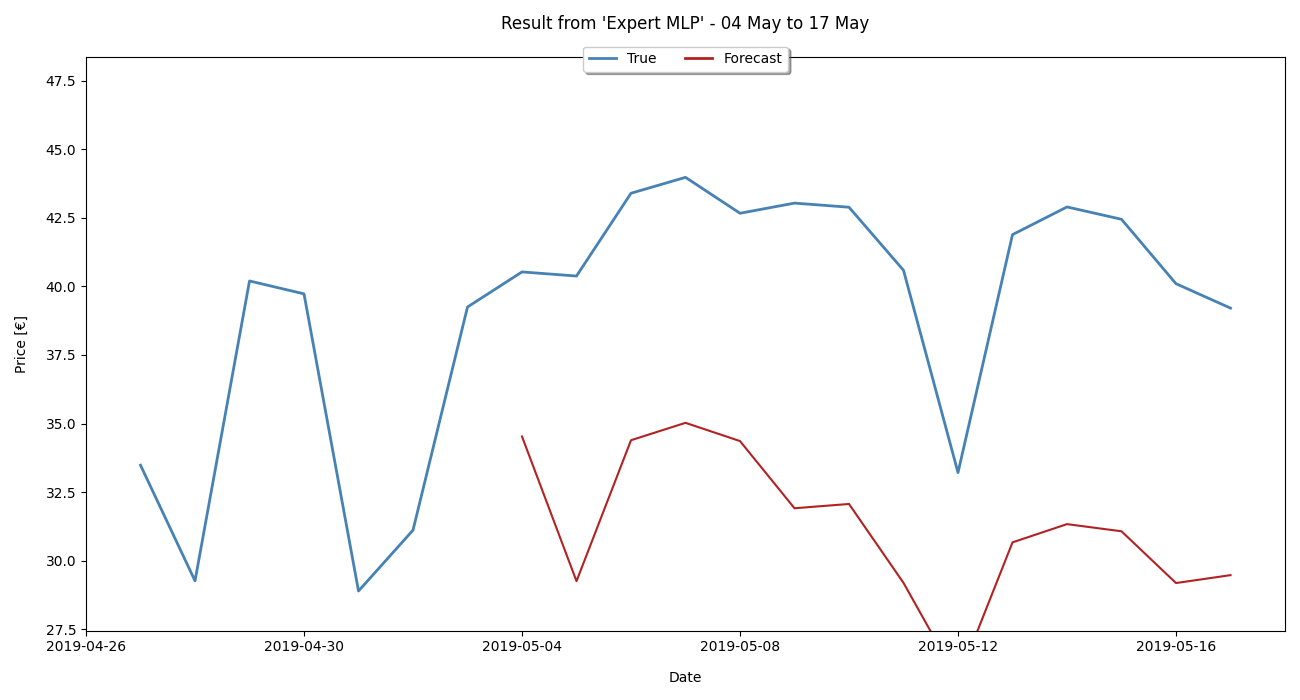 Result from 'Expert MLP' - 04 May to 17 May
True Forecast
47.5
45.0
42.5
40.0
37.5
35.0
32.5
30.0
27.5
Price [€]
2019-04-26 2019-04-30 2019-05-04 2019-05-08 2019-05-12 2019-05-16
Date